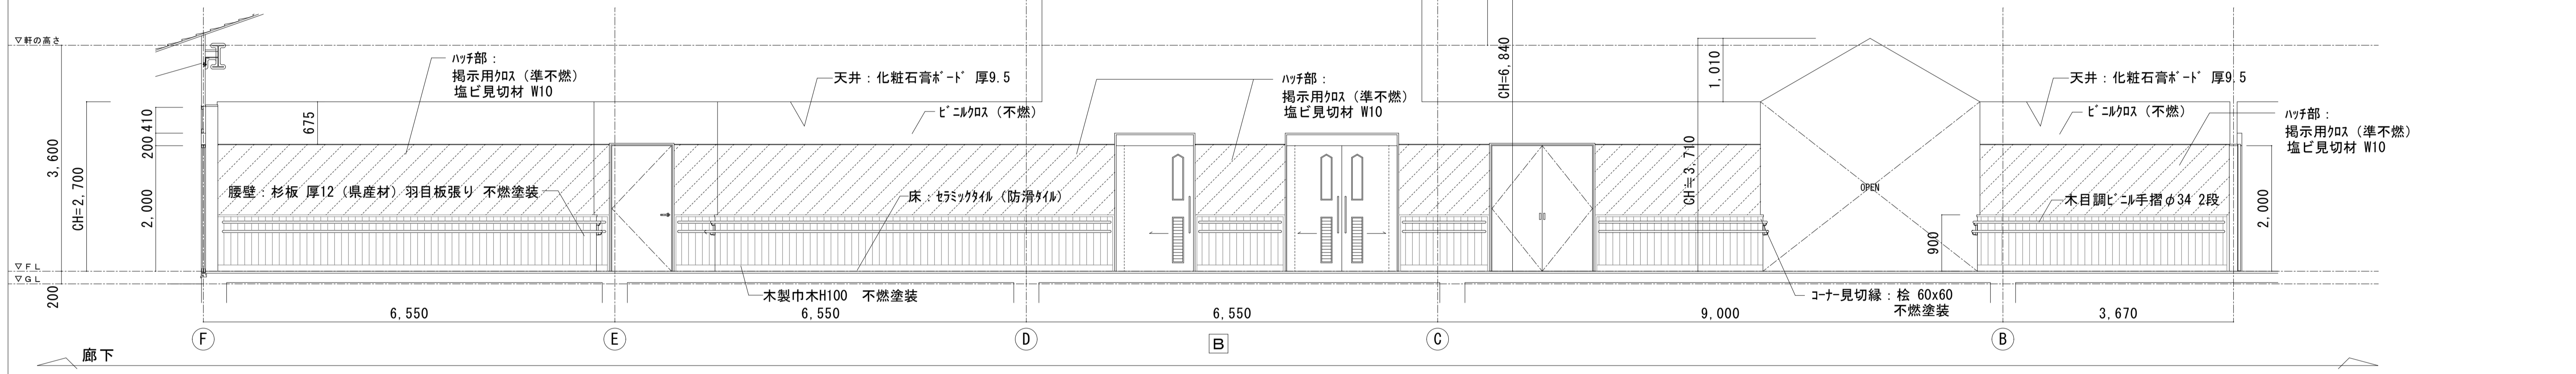 ▽軒の高さ
3,600
CH=2,700
410
200
2,000
▽ＦＬ
▽ＧＬ
200
675
ﾊｯﾁ部：
掲示用ｸﾛｽ（準不燃）
塩ビ見切材 W10
腰壁：杉板 厚12（県産材）羽目板張り 不燃塗装
天井：化粧石膏ﾎﾞｰﾄﾞ 厚9.5
ﾋﾞﾆﾙｸﾛｽ（不燃）
床：ｾﾗﾐｯｸﾀｲﾙ（防滑ﾀｲﾙ）
木製巾木H100　不燃塗装
ﾊｯﾁ部：
掲示用ｸﾛｽ（準不燃）
塩ビ見切材 W10
CH=6,840
1,010
CH≒3,710
OPEN
900
天井：化粧石膏ﾎﾞｰﾄﾞ 厚9.5
ﾋﾞﾆﾙｸﾛｽ（不燃）
ﾊｯﾁ部：
掲示用ｸﾛｽ（準不燃）
塩ビ見切材 W10
木目調ﾋﾞﾆﾙ手摺φ34 2段
2,000
ｺｰﾅｰ見切縁：桧 60x60
不燃塗装
6,550
6,550
6,550
9,000
3,670
F
E
D
B
C
B
廊下